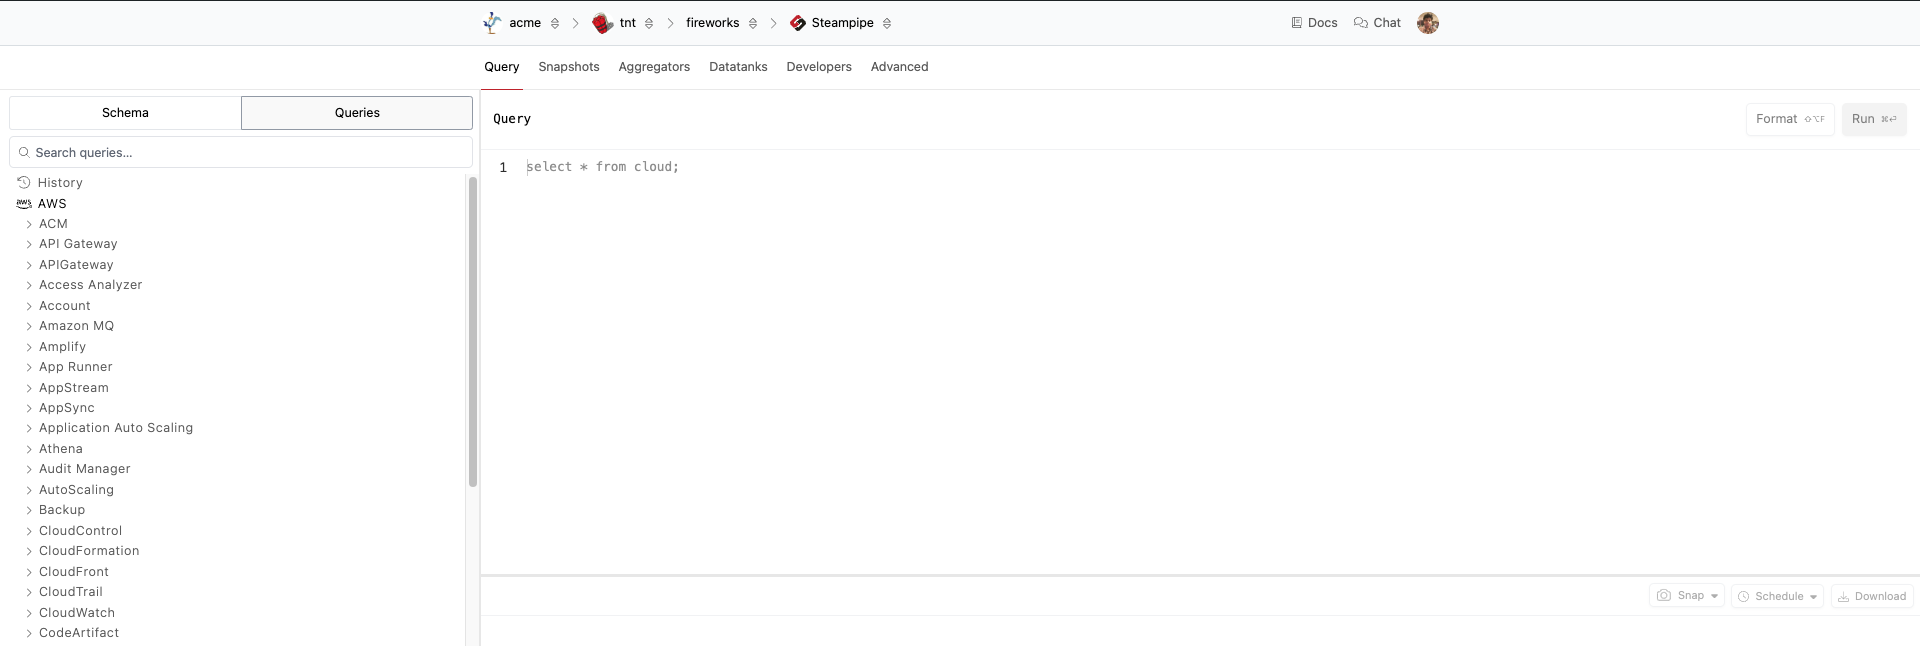 acme tnt fireworks Steampipe Docs Chat
Query Snapshots Aggregators Datatanks Developers Advanced
Schema Queries
Search queries...
History
AWS
ACM
API Gateway
APIGateway
Access Analyzer
Account
Amazon MQ
Amplify
App Runner
AppStream
AppSync
Application Auto Scaling
Athena
Audit Manager
AutoScaling
Backup
CloudControl
CloudFormation
CloudFront
CloudTrail
CloudWatch
CodeArtifact
Query Format ⇧⌥F Run ⌘⏎
1 select * from cloud;
Snap Schedule Download